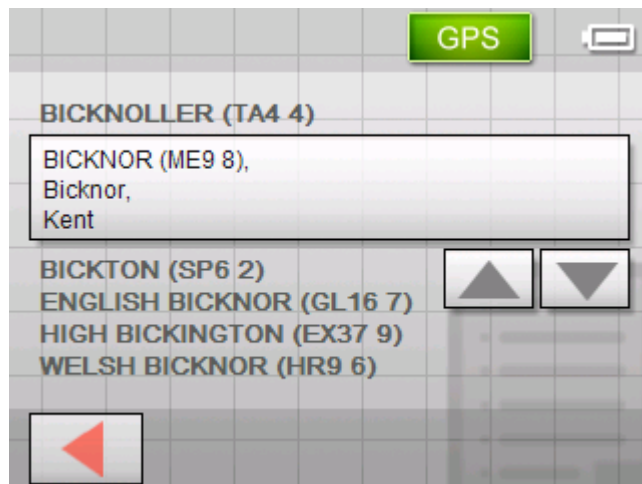 GPS
BICKNOLLER (TA4 4)
BICKNOR (ME9 8),
Bicknor,
Kent
BICKTON (SP6 2)
ENGLISH BICKNOR (GL16 7)
HIGH BICKINGTON (EX37 9)
WELSH BICKNOR (HR9 6)